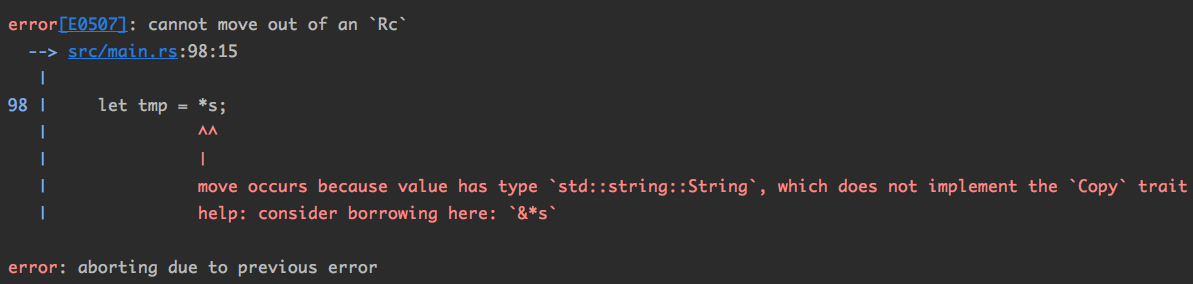 error[E0507]: cannot move out of an `Rc`
  --> src/main.rs:98:15
   |
98 |     let tmp = *s;
   |               ^^
   |               |
   |               move occurs because value has type `std::string::String`, which does not implement the `Copy` trait
   |               help: consider borrowing here: `&*s`

error: aborting due to previous error